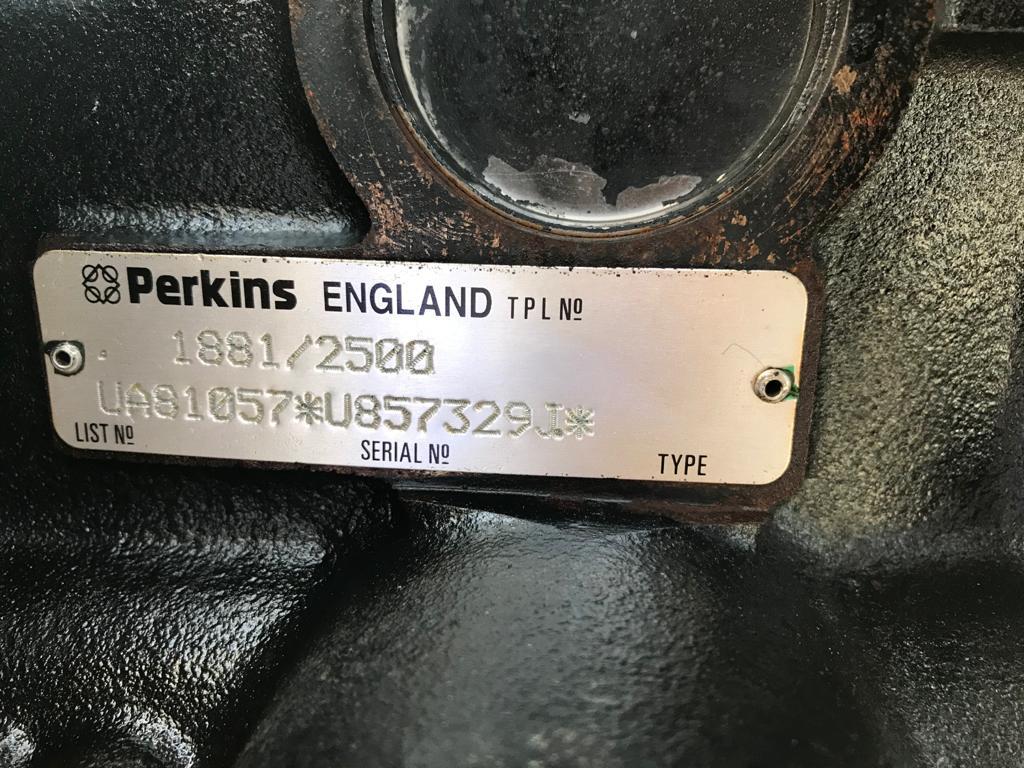 Perkins ENGLAND TPL Nº
1881/2500
UA81057*U857329J*
LIST Nº SERIAL Nº TYPE